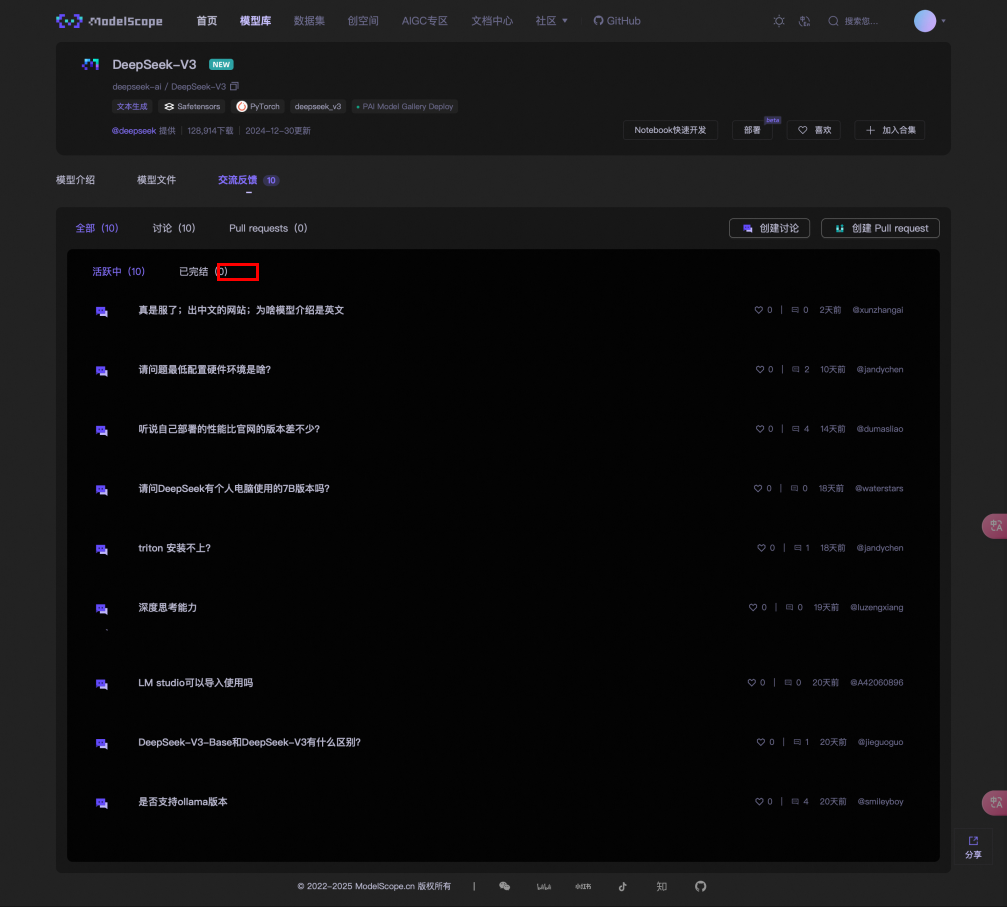 ModelScope 首页 模型库 数据集 创空间 AIGC专区 文档中心 社区 GitHub 搜索您...
DeepSeek-V3 NEW
deepseek-ai / DeepSeek-V3
文本生成 Safetensors PyTorch deepseek_v3 PAI Model Gallery Deploy
@deepseek 提供 128,914下载 2024-12-30更新
Notebook快速开发 部署 beta 喜欢 加入合集
模型介绍 模型文件 交流反馈 10
全部 (10) 讨论 (10) Pull requests (0) 创建讨论 创建 Pull request
活跃中 (10) 已完结 (0)
真是服了；出中文的网站；为啥模型介绍是英文 0 | 0 2天前 @xunzhangai
请问题最低配置硬件环境是啥? 0 | 2 10天前 @jandychen
听说自己部署的性能比官网的版本差不少? 0 | 4 14天前 @dumasliao
请问DeepSeek有个人电脑使用的7B版本吗? 0 | 0 18天前 @waterstars
triton 安装不上? 0 | 1 18天前 @jandychen
深度思考能力 0 | 0 19天前 @luzengxiang
LM studio可以导入使用吗 0 | 0 20天前 @A42060896
DeepSeek-V3-Base和DeepSeek-V3有什么区别? 0 | 1 20天前 @jieguoguo
是否支持ollama版本 0 | 4 20天前 @smileyboy
分享
© 2022-2025 ModelScope.cn 版权所有 | 知